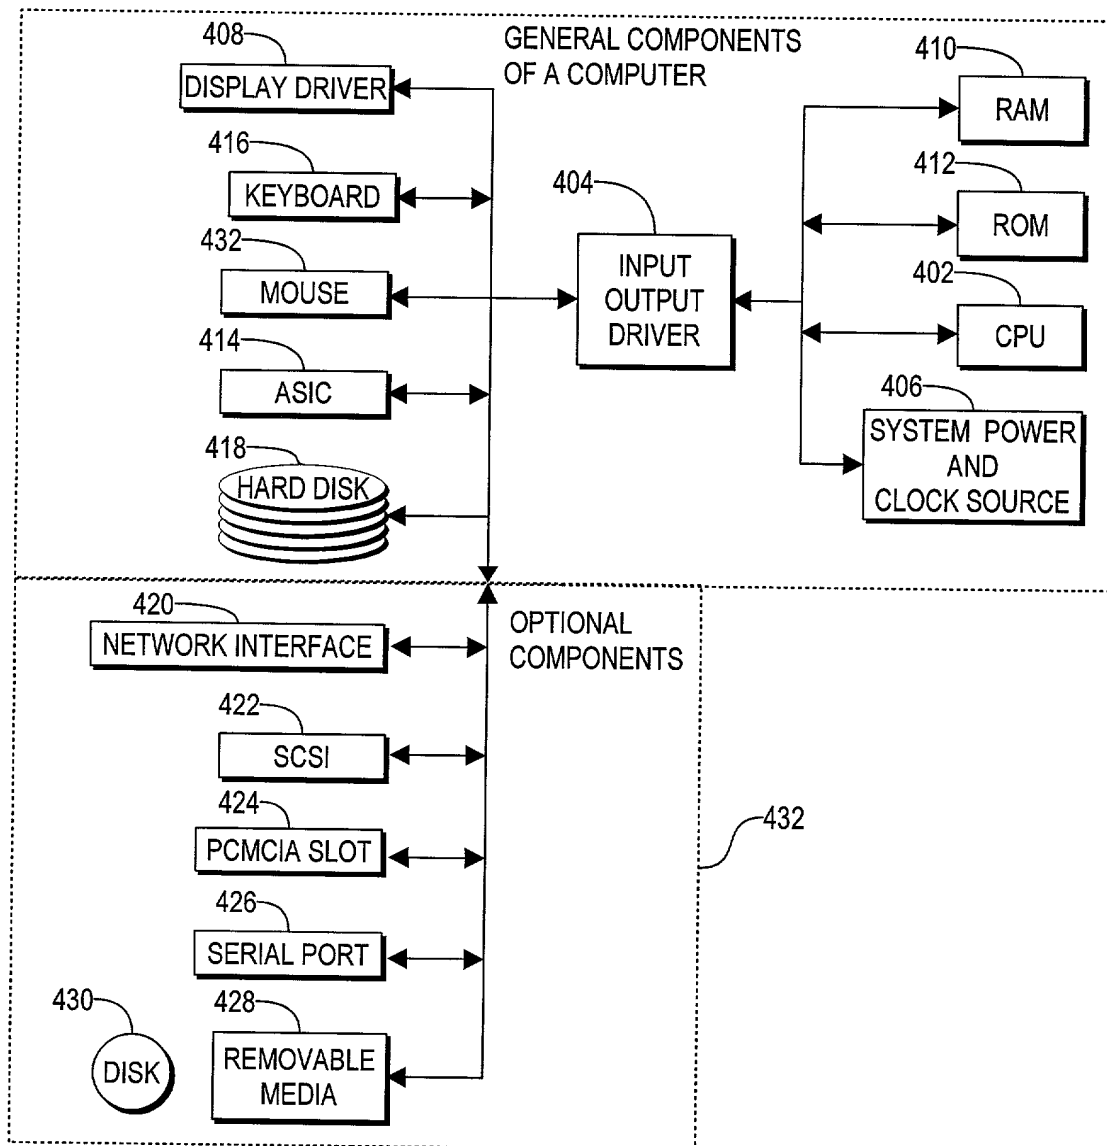 408
DISPLAY DRIVER
GENERAL COMPONENTS
OF A COMPUTER
410
RAM
416
KEYBOARD
404
INPUT
OUTPUT
DRIVER
412
ROM
432
MOUSE
402
CPU
414
ASIC
406
SYSTEM POWER
AND
CLOCK SOURCE
418
HARD DISK
420
NETWORK INTERFACE
OPTIONAL
COMPONENTS
422
SCSI
424
PCMCIA SLOT
432
426
SERIAL PORT
430
DISK
428
REMOVABLE
MEDIA